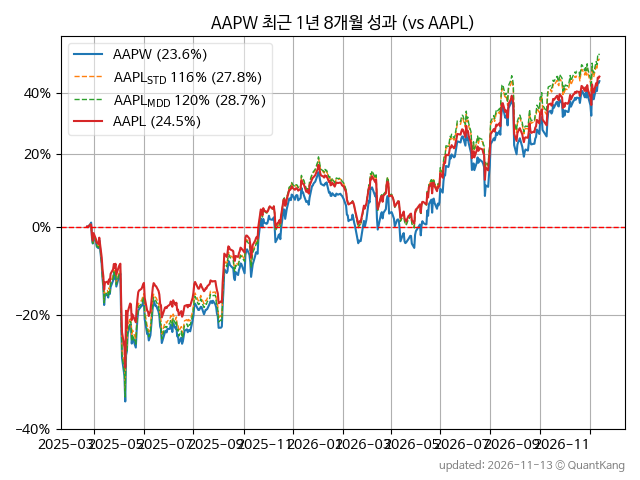 AAPW 최근 1년 8개월 성과 (vs AAPL)
AAPW (23.6%)
AAPL_STD 116% (27.8%)
AAPL_MDD 120% (28.7%)
AAPL (24.5%)
40%
20%
0%
−20%
−40%
2025-03 2025-05 2025-07 2025-09 2025-11 2026-01 2026-03 2026-05 2026-07 2026-09 2026-11
updated: 2026-11-13 © QuantKang